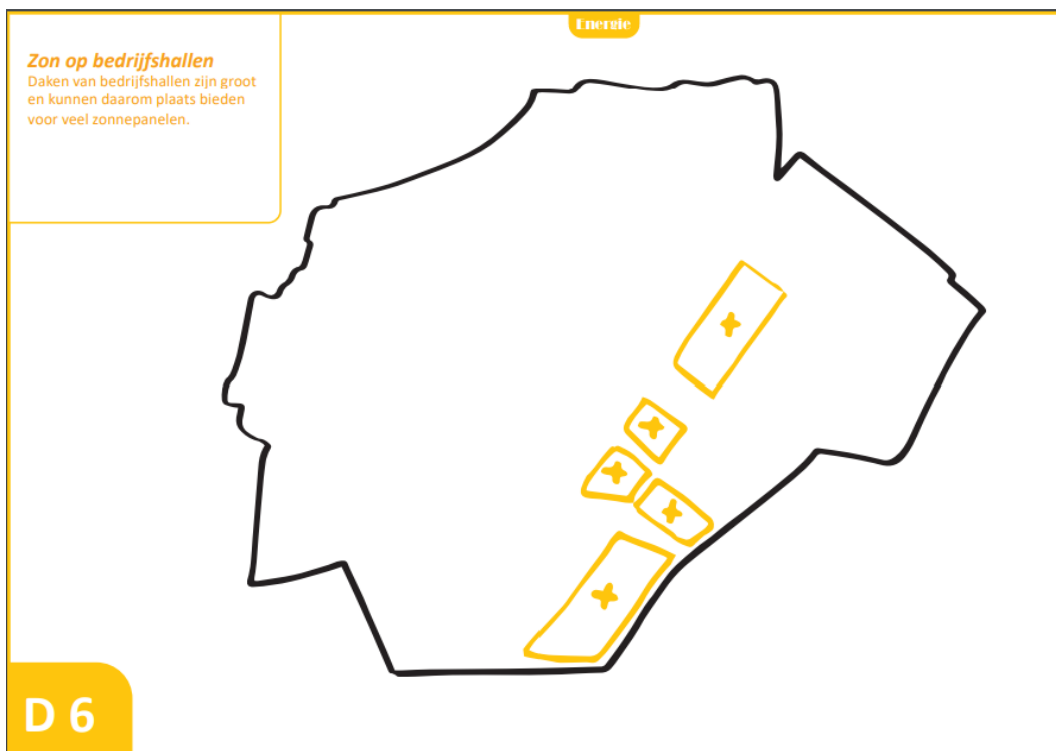 Energie
Zon op bedrijfshallen
Daken van bedrijfshallen zijn groot
en kunnen daarom plaats bieden
voor veel zonnepanelen.
D 6